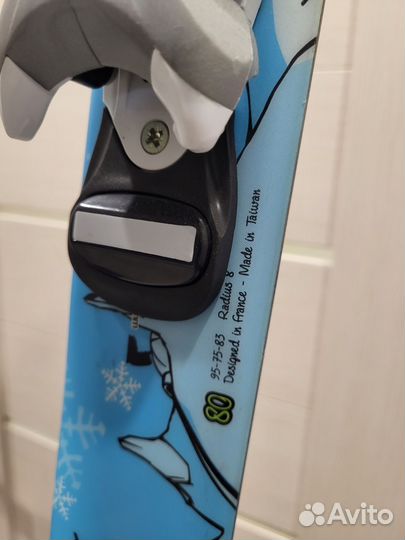 80
95-75-83 Radius 8
Designed in France - Made in Taiwan
Avito